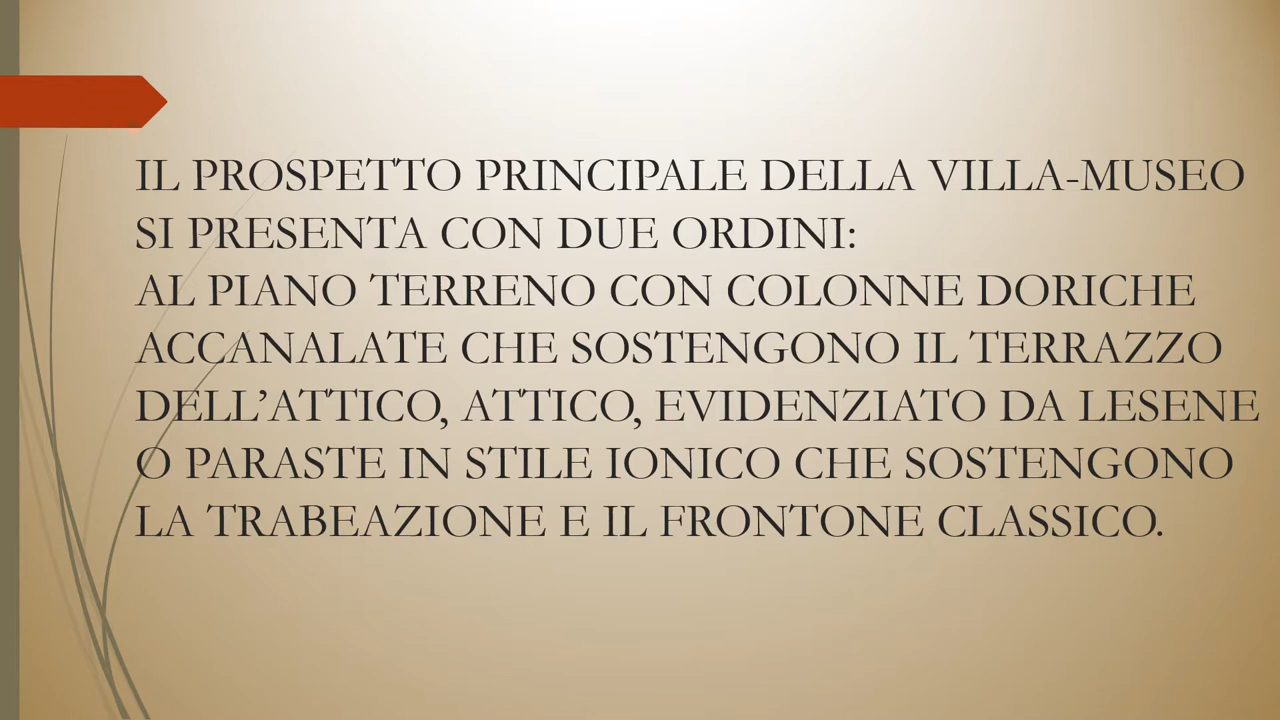 IL PROSPETTO PRINCIPALE DELLA VILLA-MUSEO
SI PRESENTA CON DUE ORDINI:
AL PIANO TERRENO CON COLONNE DORICHE
ACCANALATE CHE SOSTENGONO IL TERRAZZO
DELL’ATTICO, ATTICO, EVIDENZIATO DA LESENE
O PARASTE IN STILE IONICO CHE SOSTENGONO
LA TRABEAZIONE E IL FRONTONE CLASSICO.